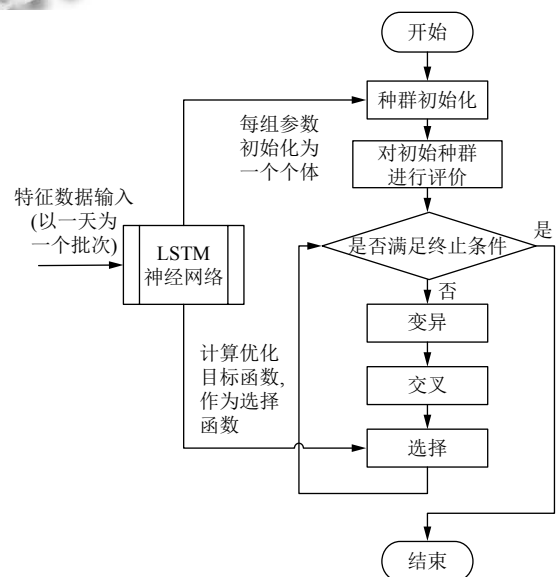 开始
种群初始化
每组参数
初始化为
一个个体
对初始种群
进行评价
特征数据输入
(以一天为
一个批次)
LSTM
神经网络
是否满足终止条件
是
否
变异
计算优化
目标函数,
作为选择
函数
交叉
选择
结束